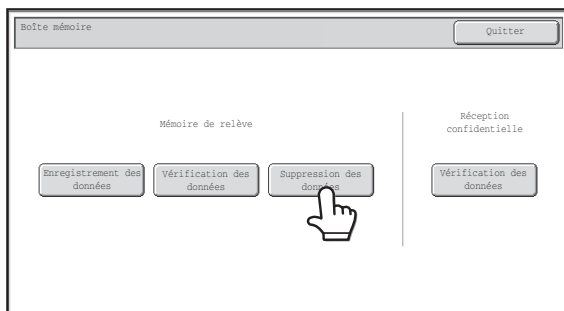 Boîte mémoire
Quitter
Mémoire de relève
Réception
confidentielle
Enregistrement des
données
Vérification des
données
Suppression des
données
Vérification des
données